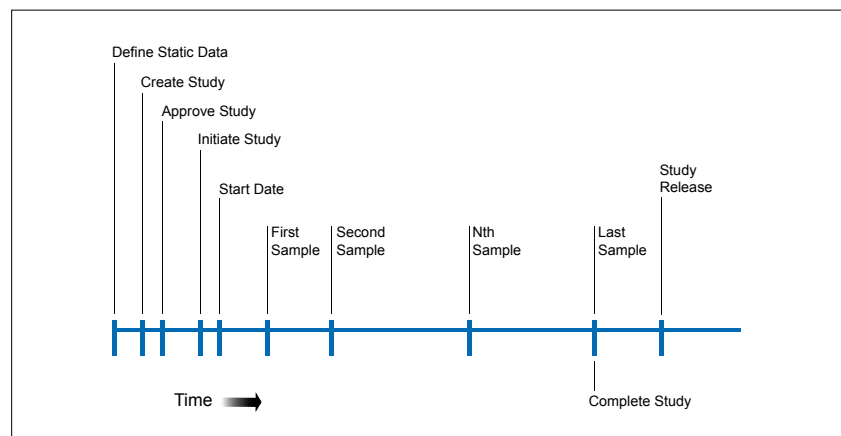 Define Static Data
Create Study
Approve Study
Initiate Study
Start Date
First
Sample
Second
Sample
Nth
Sample
Last
Sample
Study
Release
Time
Complete Study